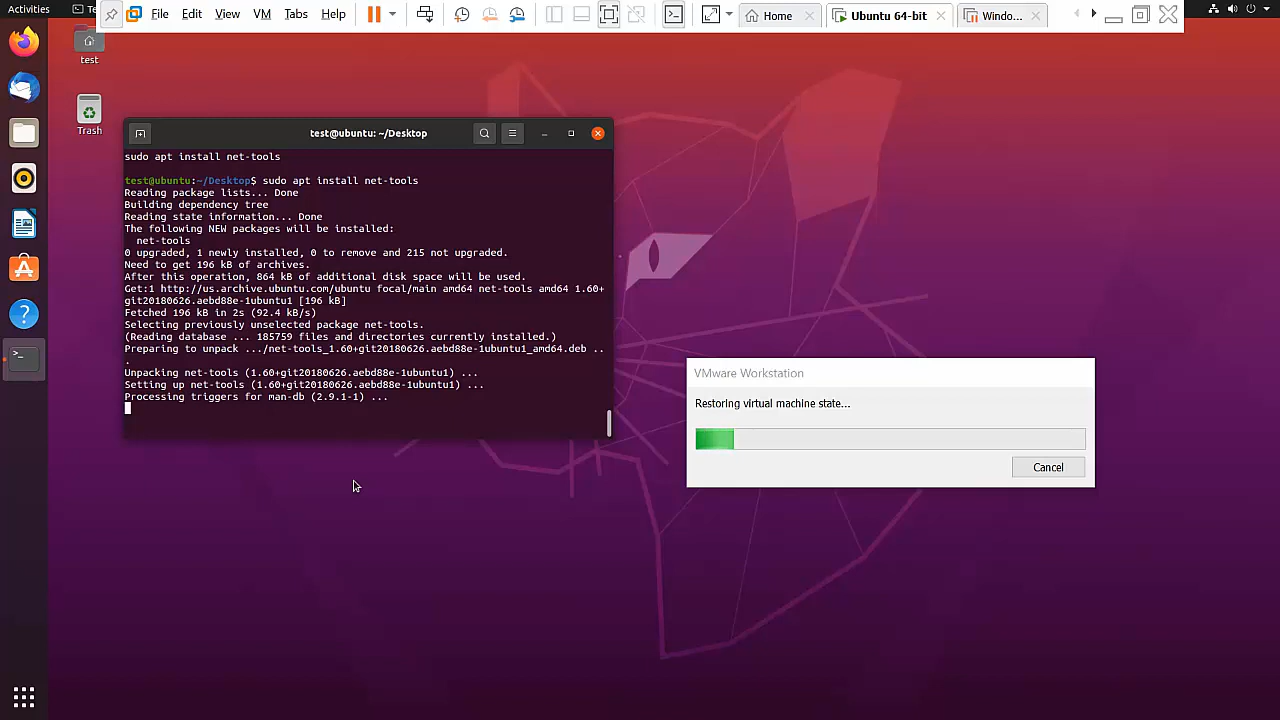 Activities
Te
File Edit View VM Tabs Help
Home
Ubuntu 64-bit
Windo...
test
Trash
test@ubuntu: ~/Desktop
sudo apt install net-tools
test@ubuntu:~/Desktop$ sudo apt install net-tools
Reading package lists... Done
Building dependency tree
Reading state information... Done
The following NEW packages will be installed:
net-tools
0 upgraded, 1 newly installed, 0 to remove and 215 not upgraded.
Need to get 196 kB of archives.
After this operation, 864 kB of additional disk space will be used.
Get:1 http://us.archive.ubuntu.com/ubuntu focal/main amd64 net-tools amd64 1.60+
git20180626.aebd88e-1ubuntu1 [196 kB]
Fetched 196 kB in 2s (92.4 kB/s)
Selecting previously unselected package net-tools.
(Reading database ... 185759 files and directories currently installed.)
Preparing to unpack .../net-tools_1.60+git20180626.aebd88e-1ubuntu1_amd64.deb ..
.
Unpacking net-tools (1.60+git20180626.aebd88e-1ubuntu1) ...
Setting up net-tools (1.60+git20180626.aebd88e-1ubuntu1) ...
Processing triggers for man-db (2.9.1-1) ...
VMware Workstation
Restoring virtual machine state...
Cancel